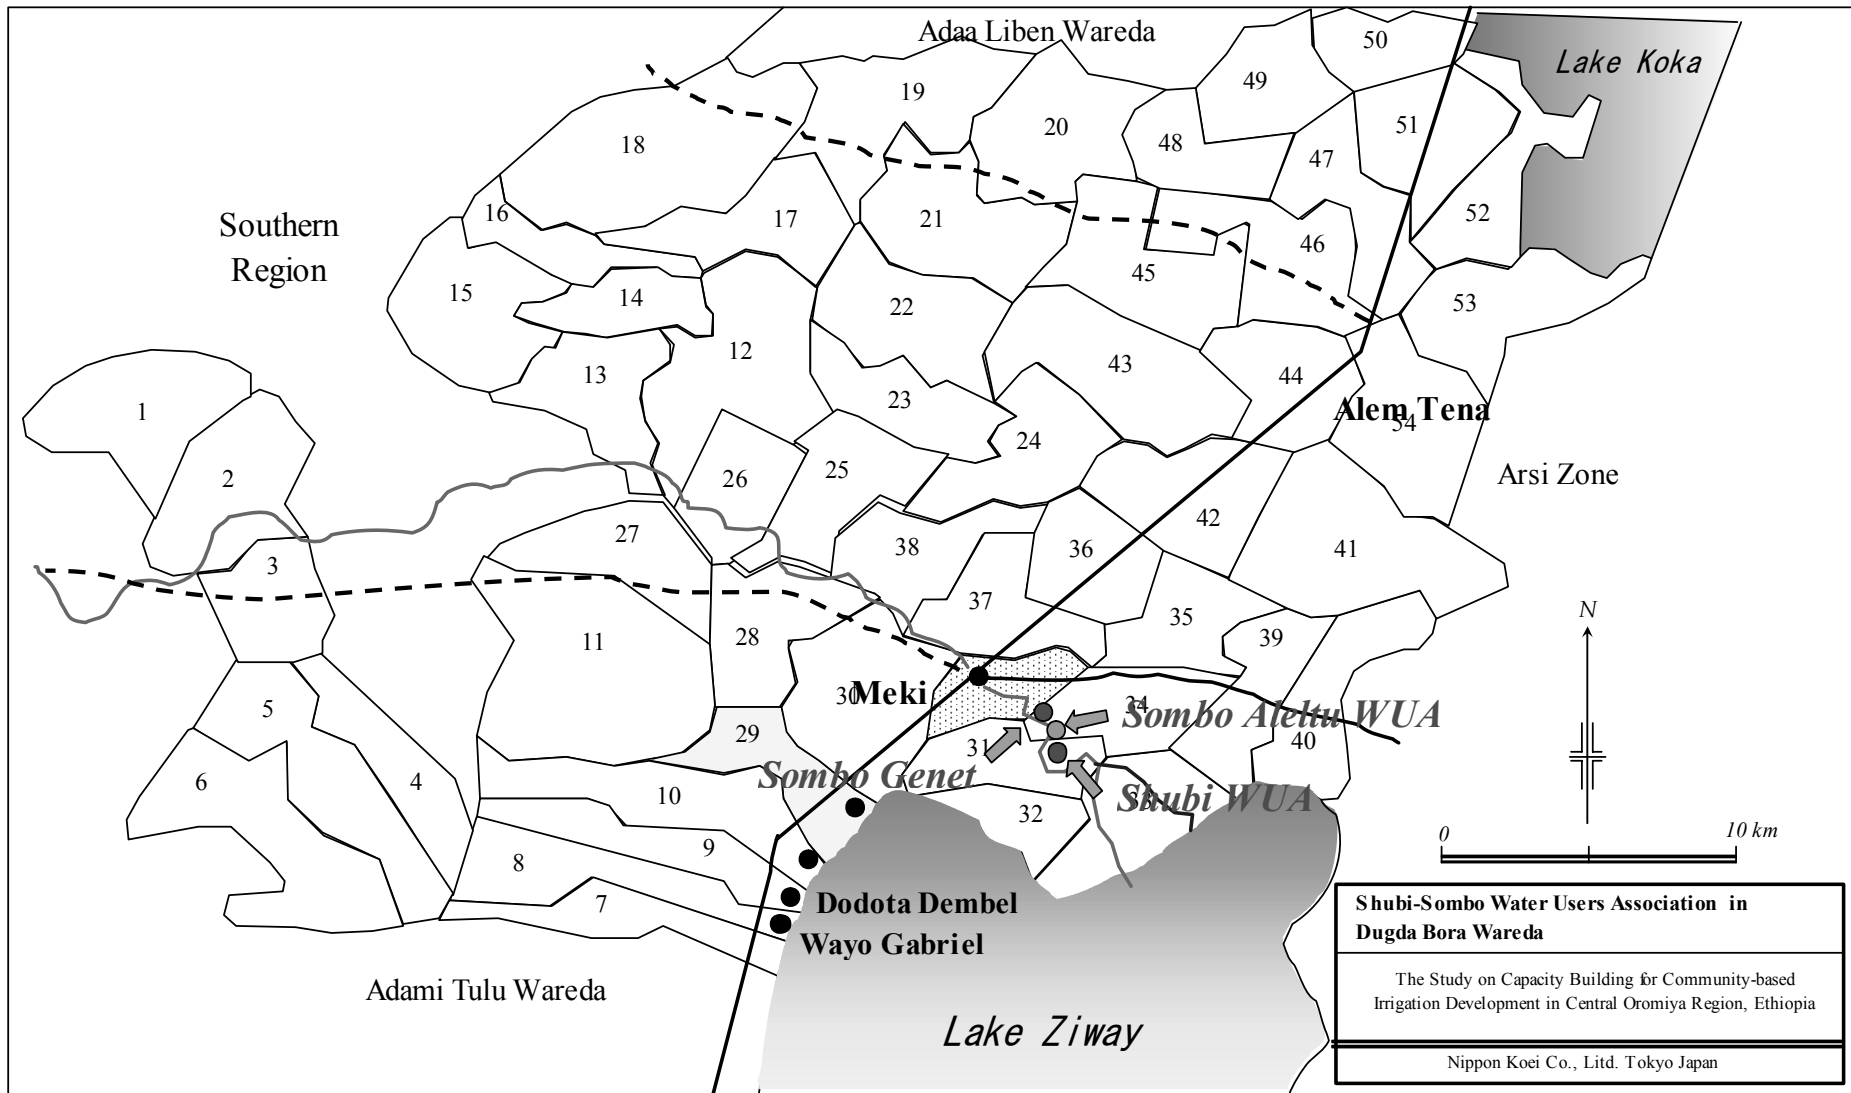 Adaa Liben Wareda
50
Lake Koka
49
19
20
51
18
48
47
16
17
21
52
Southern
Region
46
45
15
14
22
53
12
13
43
44
1
23
Alem Tena
54
24
2
26
25
Arsi Zone
42
27
38
36
41
3
37
11
28
35
39
30
Meki
5
34
Sombo Aleltu WUA
29
31
40
Sombo Genet
6
4
10
32
Shubi WUA
33
9
8
7
Dodota Dembel
Wayo Gabriel
Adami Tulu Wareda
Lake Ziway
N
0 10 km
Shubi-Sombo Water Users Association in
Dugda Bora Wareda
The Study on Capacity Building for Community-based
Irrigation Development in Central Oromiya Region, Ethiopia
Nippon Koei Co., Litd. Tokyo Japan